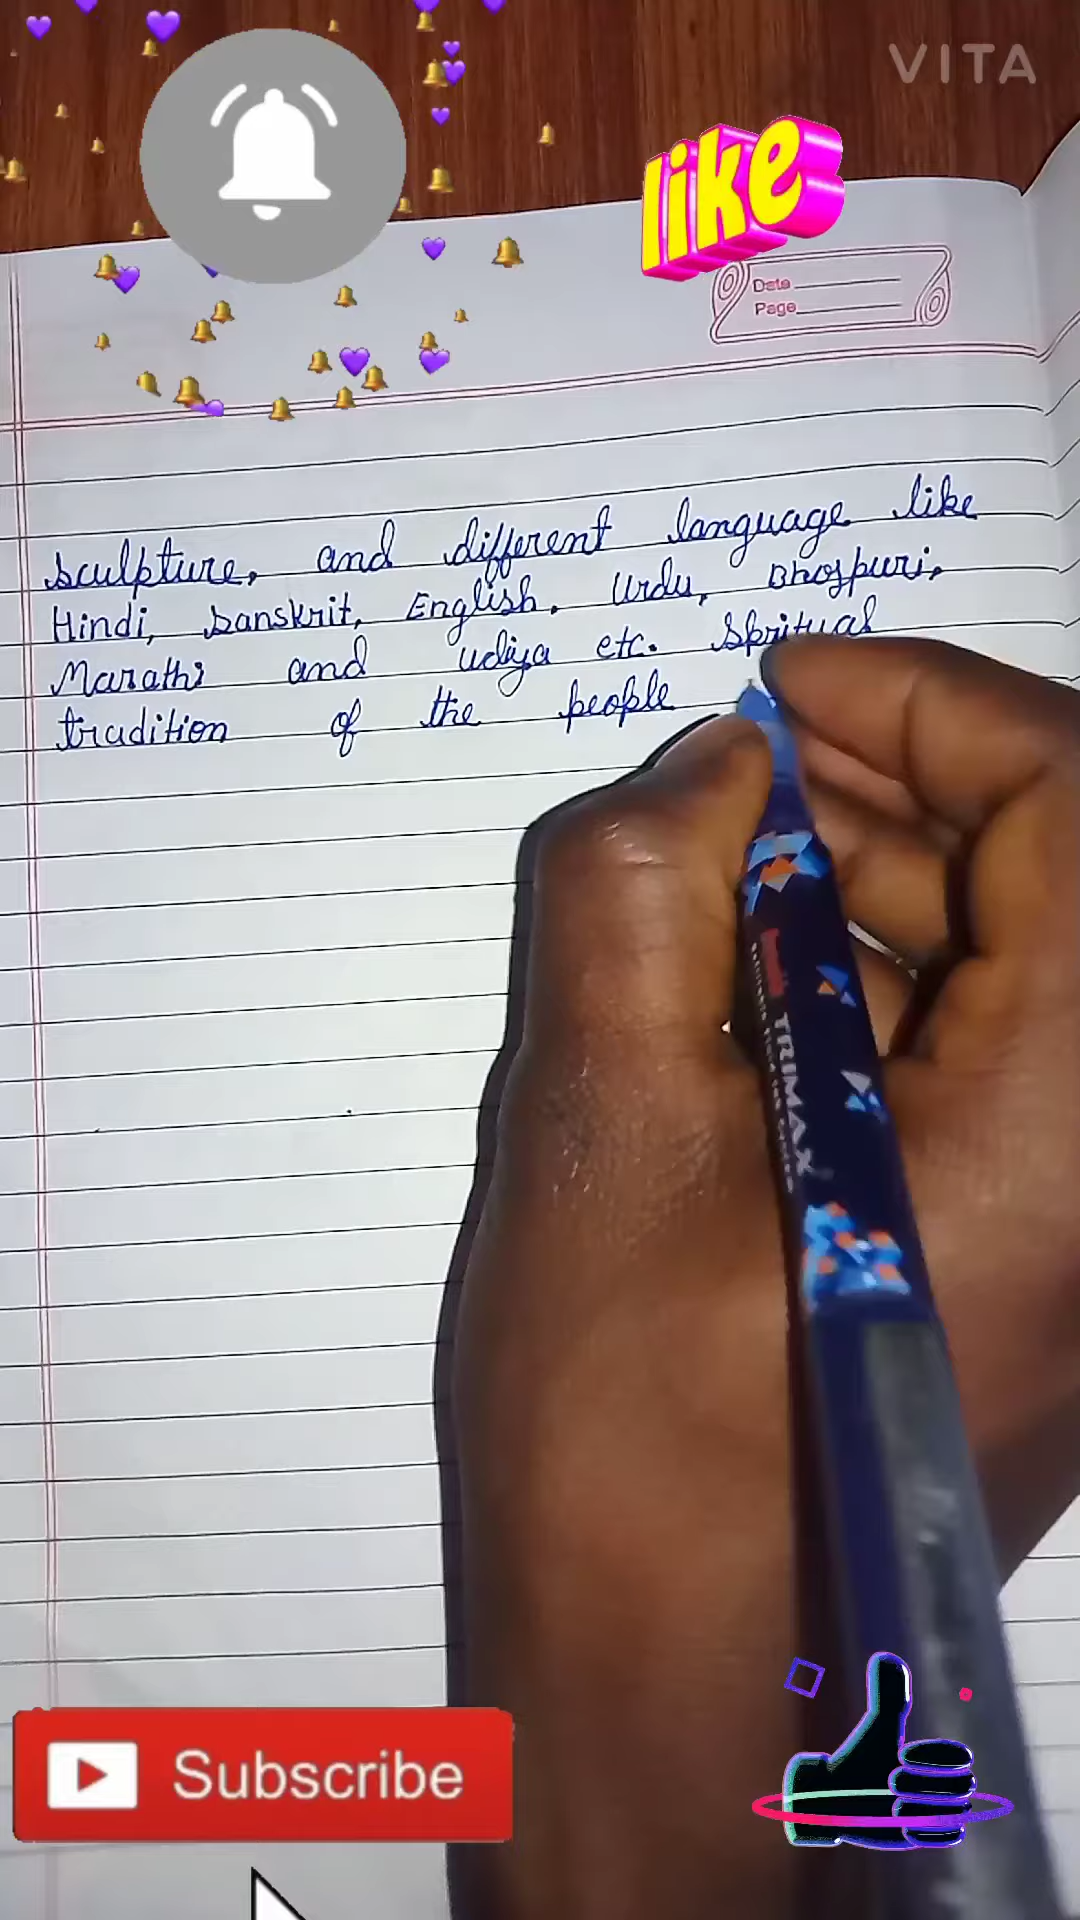 VITA
like
Date
Page
sculpture, and different language like
Hindi, Sanskrit, English, Urdu, Bhojpuri,
Marathi and Udiya etc. Spritual
tradition of the people
TRIMAX
Subscribe